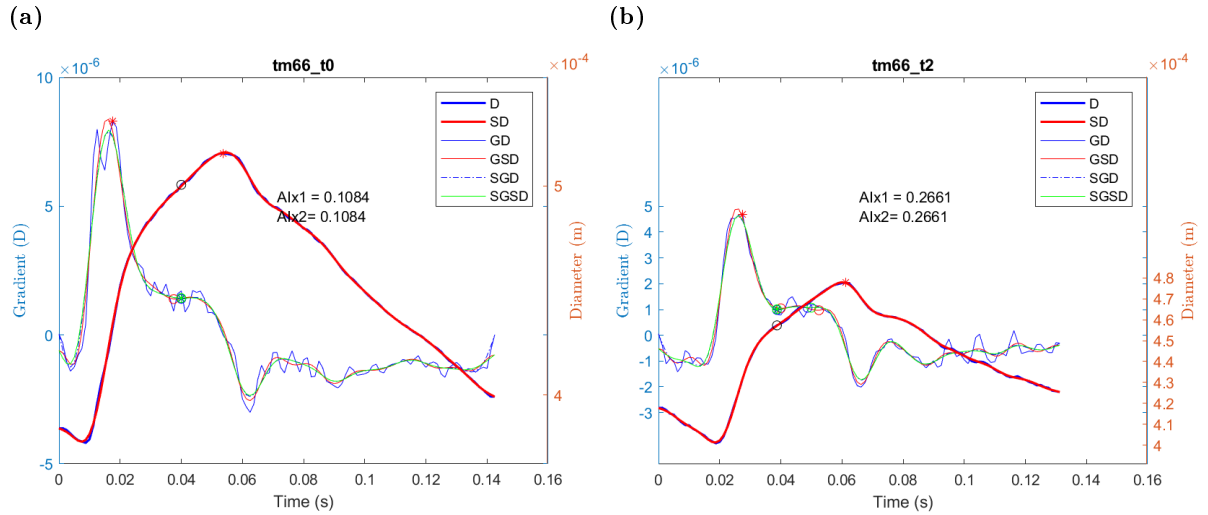 (a)
tm66_t0
×10^-6
×10^-4
10
5
0
-5
Gradient (D)
5
4
Diameter (m)
D
SD
GD
GSD
SGD
SGSD
AIx1 = 0.1084
AIx2= 0.1084
0 0.02 0.04 0.06 0.08 0.1 0.12 0.14 0.16
Time (s)
(b)
tm66_t2
×10^-6
×10^-4
5
4
3
2
1
0
-1
-2
-3
Gradient (D)
4.8
4.7
4.6
4.5
4.4
4.3
4.2
4.1
4
Diameter (m)
D
SD
GD
GSD
SGD
SGSD
AIx1 = 0.2661
AIx2= 0.2661
0 0.02 0.04 0.06 0.08 0.1 0.12 0.14 0.16
Time (s)